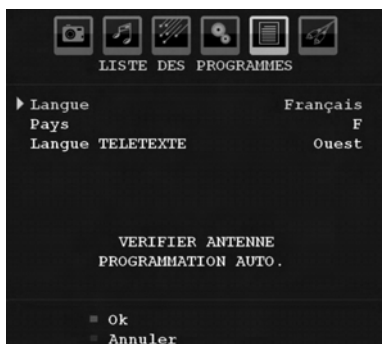 LISTE DES PROGRAMMES
Langue Français
Pays F
Langue TELETEXTE Ouest
VERIFIER ANTENNE
PROGRAMMATION AUTO.
Ok
Annuler